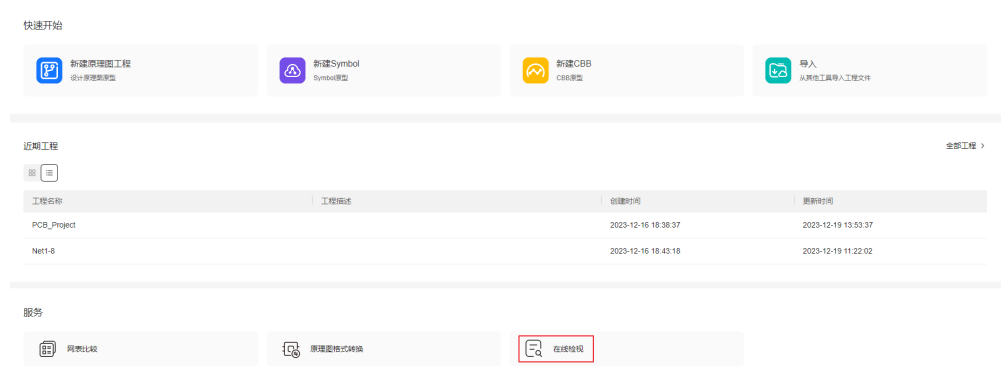 快速开始
新建原理图工程
设计原理新原型
新建Symbol
Symbol原型
新建CBB
CBB原型
导入
从其他工具导入工程文件
近期工程
全部工程 >
工程名称 工程描述 创建时间 更新时间
PCB_Project 2023-12-16 18:38:37 2023-12-19 13:53:37
Net1-8 2023-12-16 18:43:18 2023-12-19 11:22:02
服务
网表比较
原理图格式转换
在线检视